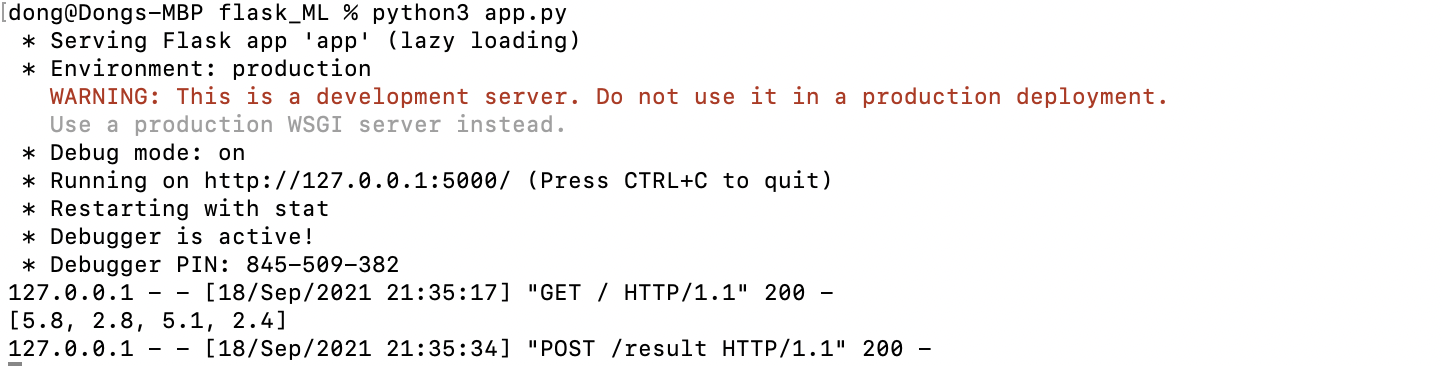 [dong@Dongs-MBP flask_ML % python3 app.py
 * Serving Flask app 'app' (lazy loading)
 * Environment: production
   WARNING: This is a development server. Do not use it in a production deployment.
   Use a production WSGI server instead.
 * Debug mode: on
 * Running on http://127.0.0.1:5000/ (Press CTRL+C to quit)
 * Restarting with stat
 * Debugger is active!
 * Debugger PIN: 845-509-382
127.0.0.1 - - [18/Sep/2021 21:35:17] "GET / HTTP/1.1" 200 -
[5.8, 2.8, 5.1, 2.4]
127.0.0.1 - - [18/Sep/2021 21:35:34] "POST /result HTTP/1.1" 200 -